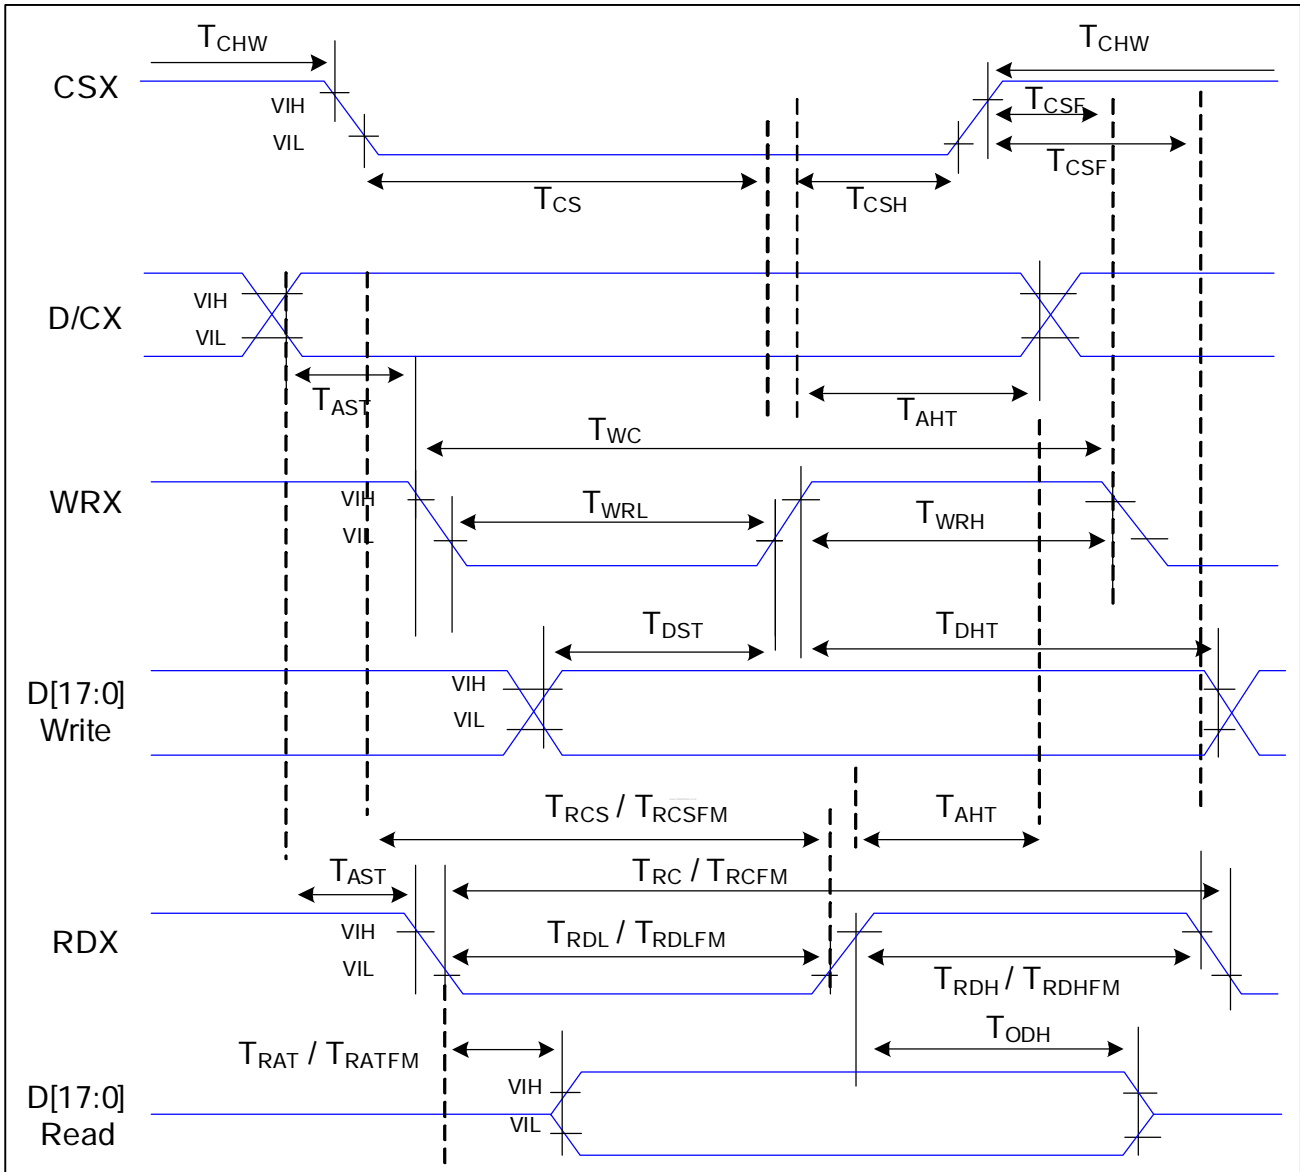 TCHW
TCHW
CSX
VIH
VIL
TCSF
TCSF
TCS
TCSH
D/CX
VIH
VIL
TAST
TAHT
TWC
WRX
VIH
VIL
TWRL
TWRH
TDST
TDHT
D[17:0]
Write
VIH
VIL
TRCS / TRCSFM
TAHT
TAST
TRC / TRCFM
RDX
VIH
VIL
TRDL / TRDLFM
TRDH / TRDHFM
TRAT / TRATFM
TODH
D[17:0]
Read
VIH
VIL